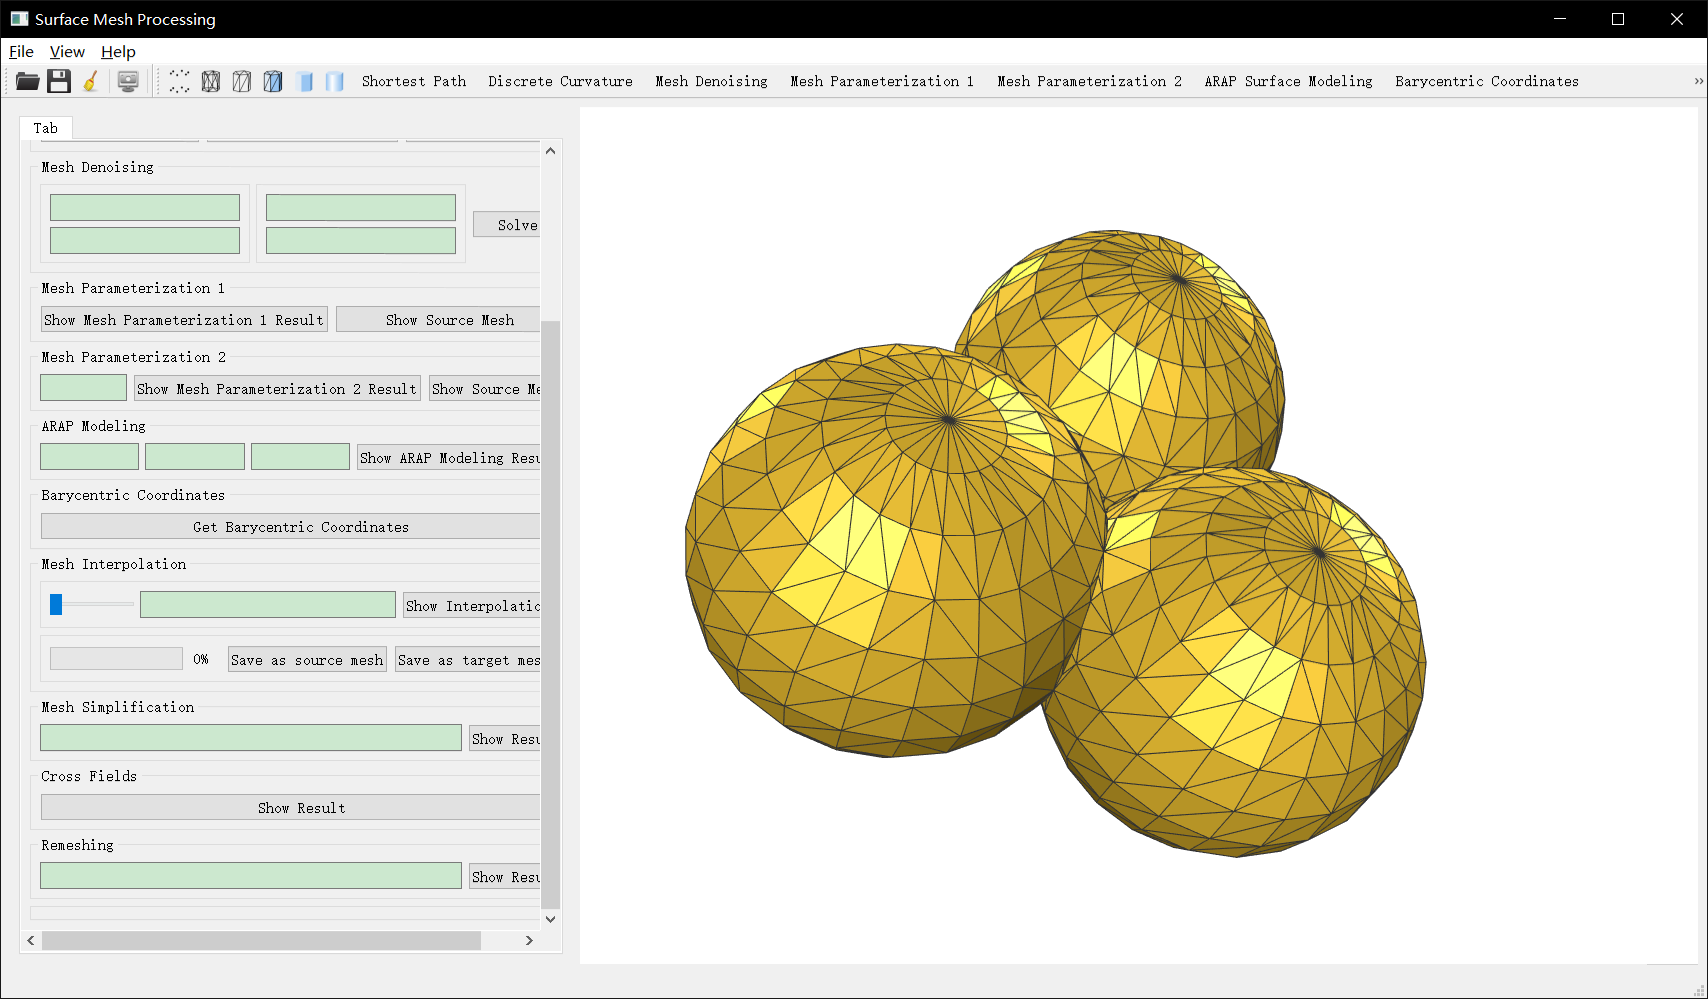 Surface Mesh Processing
File View Help
Shortest Path Discrete Curvature Mesh Denoising Mesh Parameterization 1 Mesh Parameterization 2 ARAP Surface Modeling Barycentric Coordinates »
Tab
Mesh Denoising
Solve
Mesh Parameterization 1
Show Mesh Parameterization 1 Result Show Source Mesh
Mesh Parameterization 2
Show Mesh Parameterization 2 Result Show Source Me
ARAP Modeling
Show ARAP Modeling Resu
Barycentric Coordinates
Get Barycentric Coordinates
Mesh Interpolation
Show Interpolatio
0% Save as source mesh Save as target mes
Mesh Simplification
Show Resu
Cross Fields
Show Result
Remeshing
Show Resu